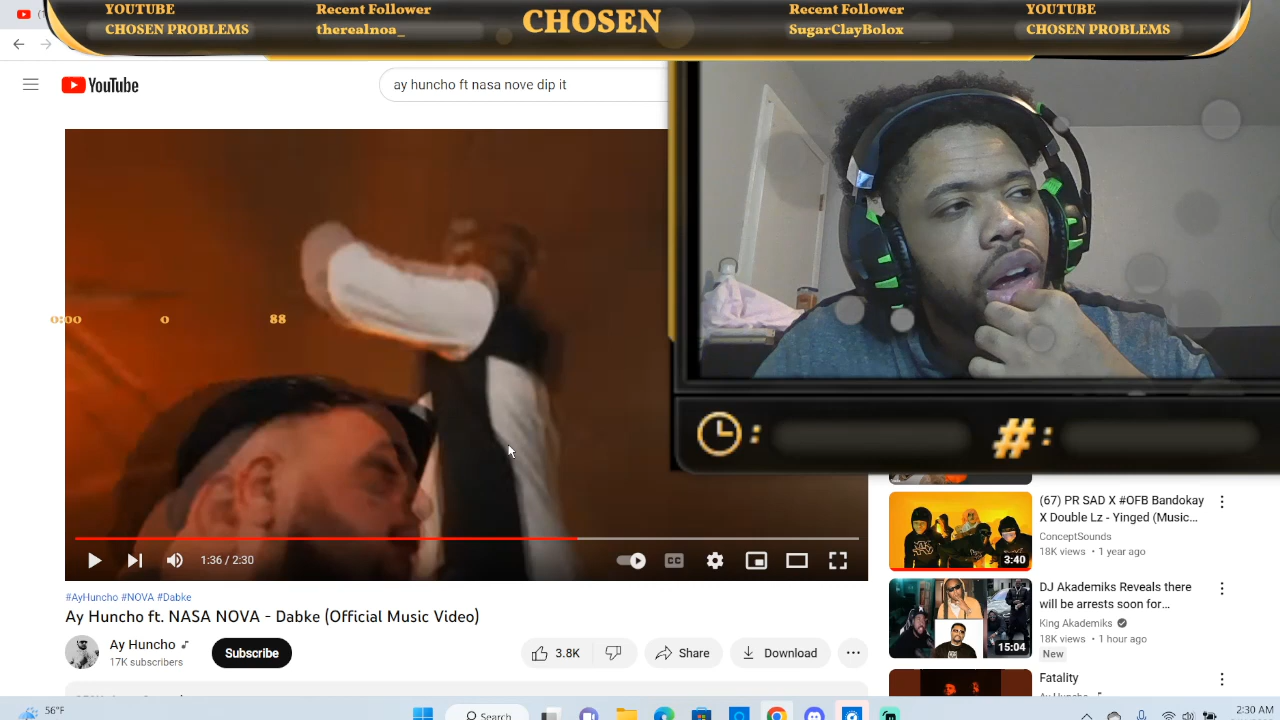 YOUTUBE
CHOSEN PROBLEMS
Recent Follower
therealnoa_
CHOSEN
Recent Follower
SugarClayBolox
YOUTUBE
CHOSEN PROBLEMS
YouTube
ay huncho ft nasa nove dip it
0:00
0
88
1:36 / 2:30
CC
#:
#AyHuncho #NOVA #Dabke
Ay Huncho ft. NASA NOVA - Dabke (Official Music Video)
Ay Huncho
17K subscribers
Subscribe
3.8K
Share
Download
(67) PR SAD X #OFB Bandokay
X Double Lz - Yinged (Music...
ConceptSounds
18K views • 1 year ago
3:40
DJ Akademiks Reveals there
will be arrests soon for...
King Akademiks
18K views • 1 hour ago
New
15:04
Fatality
56°F
Search
2:30 AM